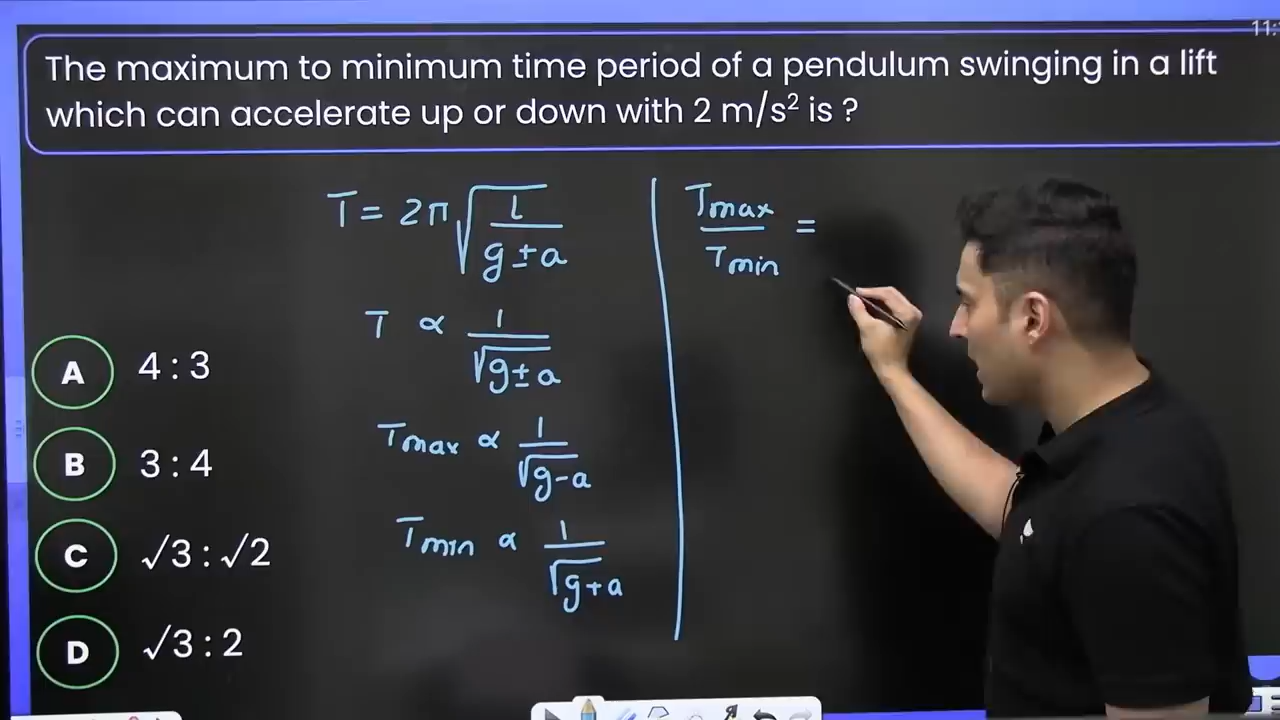 11:
The maximum to minimum time period of a pendulum swinging in a lift
which can accelerate up or down with 2 m/s² is ?
T = 2π√(l/(g±a))
T ∝ 1/√(g±a)
Tmax ∝ 1/√(g-a)
Tmin ∝ 1/√(g+a)
Tmax/Tmin =
A 4 : 3
B 3 : 4
C √3 : √2
D √3 : 2